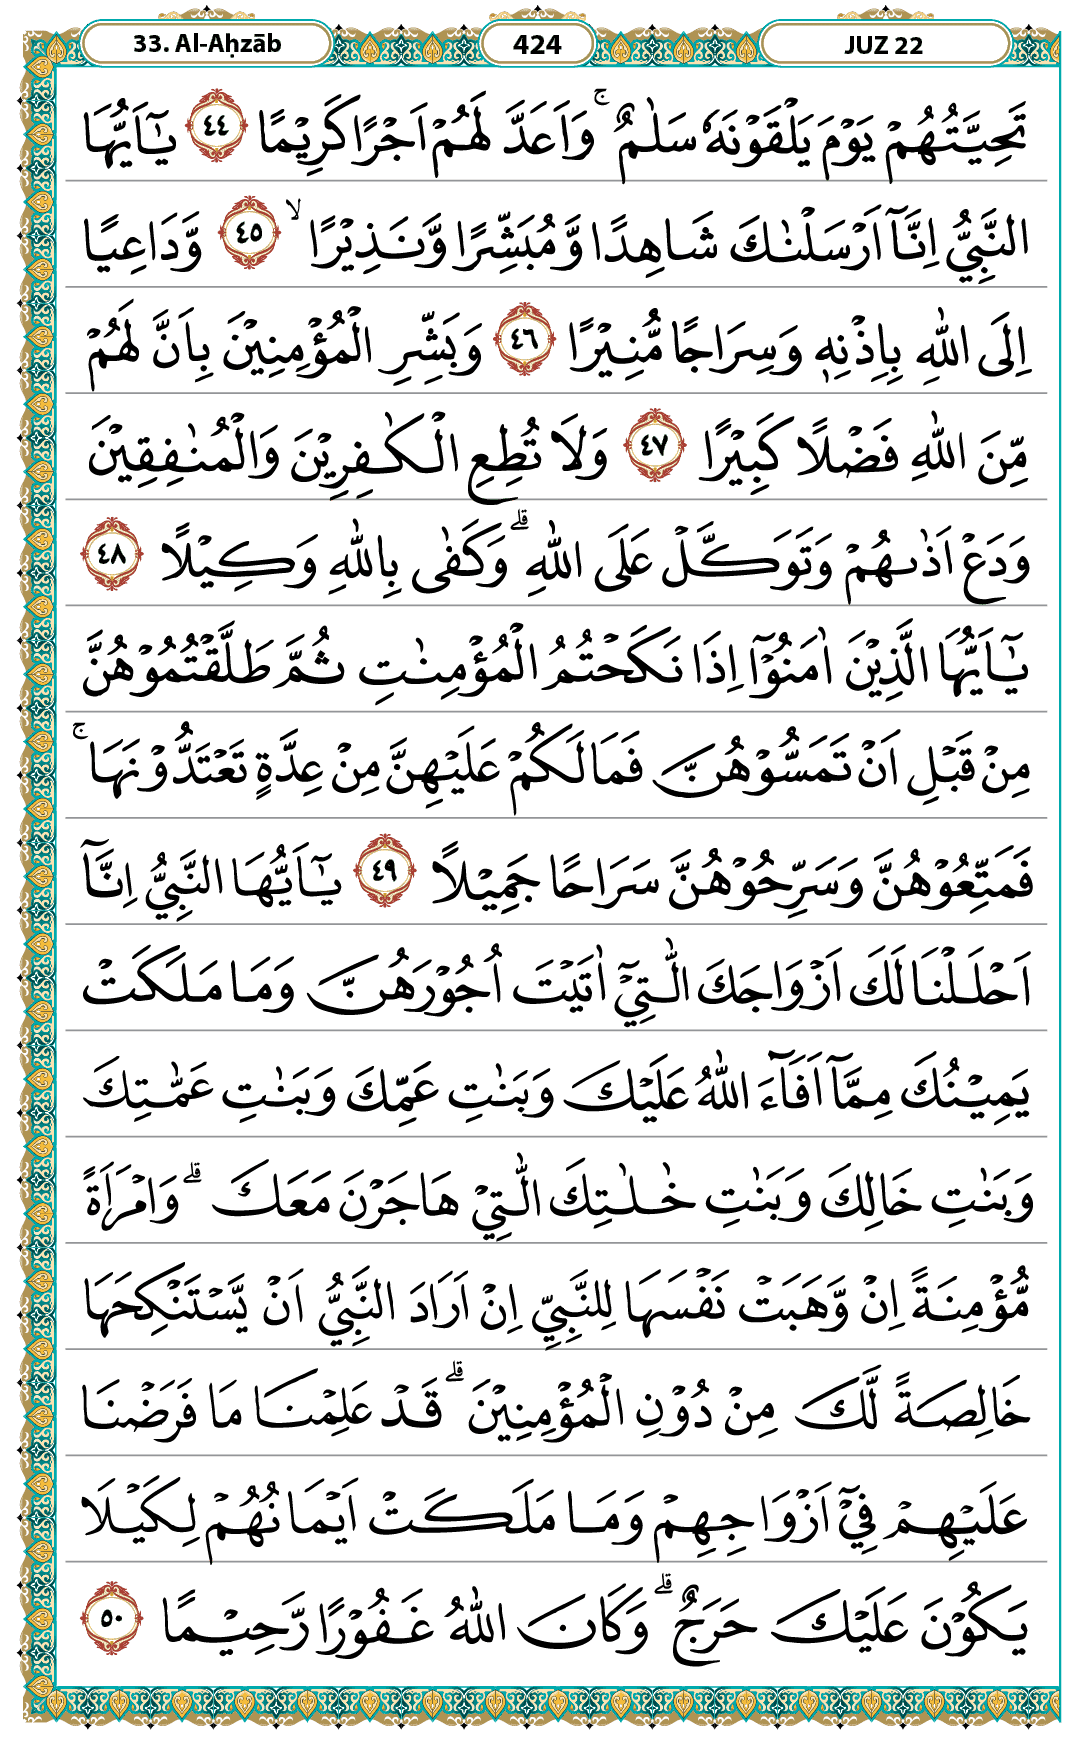 33. Al-Aḥzāb 424 JUZ 22
تَحِيَّتُهُمْ يَوْمَ يَلْقَوْنَهٗ سَلٰمٌ ۚ وَاَعَدَّ لَهُمْ اَجْرًا كَرِيْمًا ٤٤ يٰٓاَيُّهَا
النَّبِيُّ اِنَّآ اَرْسَلْنٰكَ شَاهِدًا وَّمُبَشِّرًا وَّنَذِيْرًا ۙ ٤٥ وَّدَاعِيًا
اِلَى اللّٰهِ بِاِذْنِهٖ وَسِرَاجًا مُّنِيْرًا ٤٦ وَبَشِّرِ الْمُؤْمِنِيْنَ بِاَنَّ لَهُمْ
مِّنَ اللّٰهِ فَضْلًا كَبِيْرًا ٤٧ وَلَا تُطِعِ الْكٰفِرِيْنَ وَالْمُنٰفِقِيْنَ
وَدَعْ اَذٰىهُمْ وَتَوَكَّلْ عَلَى اللّٰهِ ۗ وَكَفٰى بِاللّٰهِ وَكِيْلًا ٤٨
يٰٓاَيُّهَا الَّذِيْنَ اٰمَنُوْٓا اِذَا نَكَحْتُمُ الْمُؤْمِنٰتِ ثُمَّ طَلَّقْتُمُوْهُنَّ
مِنْ قَبْلِ اَنْ تَمَسُّوْهُنَّ فَمَا لَكُمْ عَلَيْهِنَّ مِنْ عِدَّةٍ تَعْتَدُّوْنَهَا ۚ
فَمَتِّعُوْهُنَّ وَسَرِّحُوْهُنَّ سَرَاحًا جَمِيْلًا ٤٩ يٰٓاَيُّهَا النَّبِيُّ اِنَّآ
اَحْلَلْنَا لَكَ اَزْوَاجَكَ الّٰتِيْٓ اٰتَيْتَ اُجُوْرَهُنَّ وَمَا مَلَكَتْ
يَمِيْنُكَ مِمَّآ اَفَاۤءَ اللّٰهُ عَلَيْكَ وَبَنٰتِ عَمِّكَ وَبَنٰتِ عَمّٰتِكَ
وَبَنٰتِ خَالِكَ وَبَنٰتِ خٰلٰتِكَ الّٰتِيْ هَاجَرْنَ مَعَكَ ۗ وَامْرَاَةً
مُّؤْمِنَةً اِنْ وَّهَبَتْ نَفْسَهَا لِلنَّبِيِّ اِنْ اَرَادَ النَّبِيُّ اَنْ يَّسْتَنْكِحَهَا
خَالِصَةً لَّكَ مِنْ دُوْنِ الْمُؤْمِنِيْنَ ۗ قَدْ عَلِمْنَا مَا فَرَضْنَا
عَلَيْهِمْ فِيْٓ اَزْوَاجِهِمْ وَمَا مَلَكَتْ اَيْمَانُهُمْ لِكَيْلَا
يَكُوْنَ عَلَيْكَ حَرَجٌ ۗ وَكَانَ اللّٰهُ غَفُوْرًا رَّحِيْمًا ٥٠